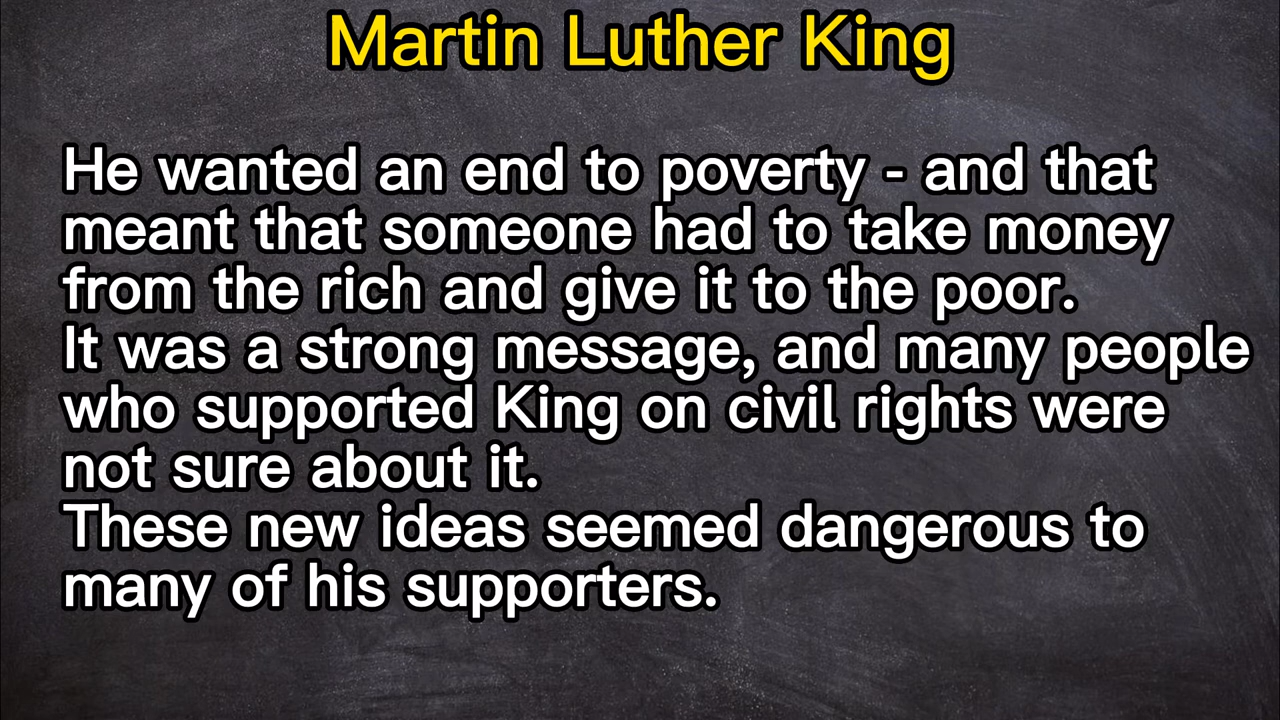 Martin Luther King
He wanted an end to poverty - and that
meant that someone had to take money
from the rich and give it to the poor.
It was a strong message, and many people
who supported King on civil rights were
not sure about it.
These new ideas seemed dangerous to
many of his supporters.